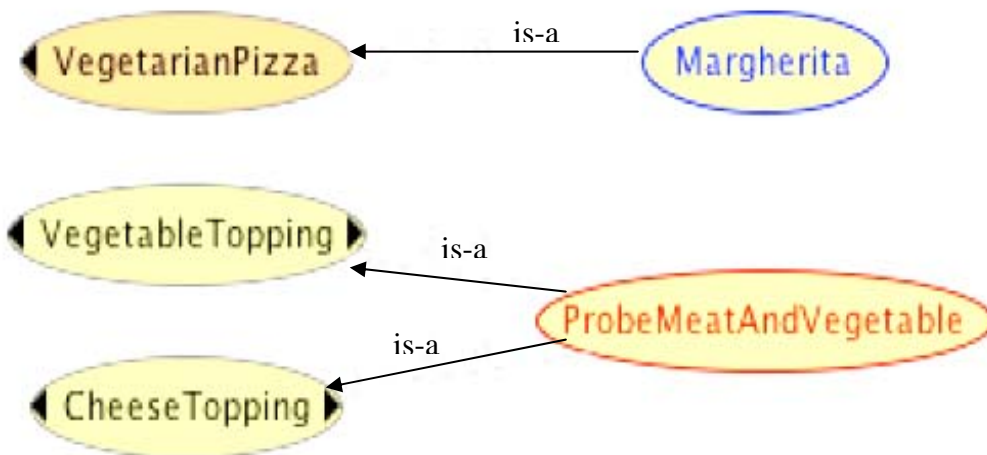 VegetarianPizza
is-a
Margherita
VegetableTopping
is-a
ProbeMeatAndVegetable
is-a
CheeseTopping